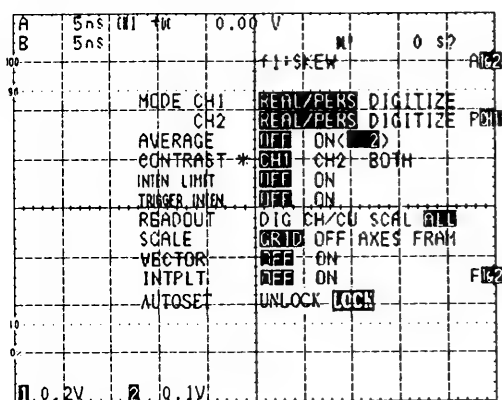 A 5ns CH1 0.00 V
B 5ns
0 S?
f1:SKEW
100
90
MODE CH1 REAL/PERS DIGITIZE
CH2 REAL/PERS DIGITIZE
AVERAGE OFF ON( 2)
CONTRAST * CH1 CH2 BOTH
INTEN LIMIT OFF ON
TRIGGER INTEN OFF ON
READOUT DIG CH/CU SCAL ALL
SCALE GRID OFF AXES FRAM
VECTOR OFF ON
INTPLT OFF ON
AUTOSET UNLOCK LOCK
10
0
1 0.2V 2 0.1V